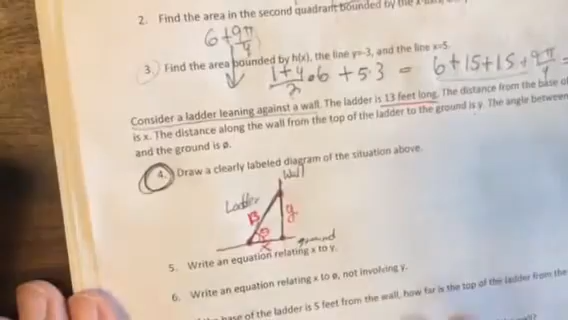 2. Find the area in the second quadrant bounded by the x-axis,
6+9π/4
3. Find the area bounded by h(x), the line y=-3, and the line x=5.
1+4/2 • 6 + 5·3 = 6+15+15+9π/4 =
Consider a ladder leaning against a wall. The ladder is 13 feet long. The distance from the base of
is x. The distance along the wall from the top of the ladder to the ground is y. The angle between
and the ground is ø.
4. Draw a clearly labeled diagram of the situation above.
Wall
Ladder
13
y
θ
x
ground
5. Write an equation relating x to y.
6. Write an equation relating x to ø, not involving y.
base of the ladder is 5 feet from the wall, how far is the top of the ladder from the